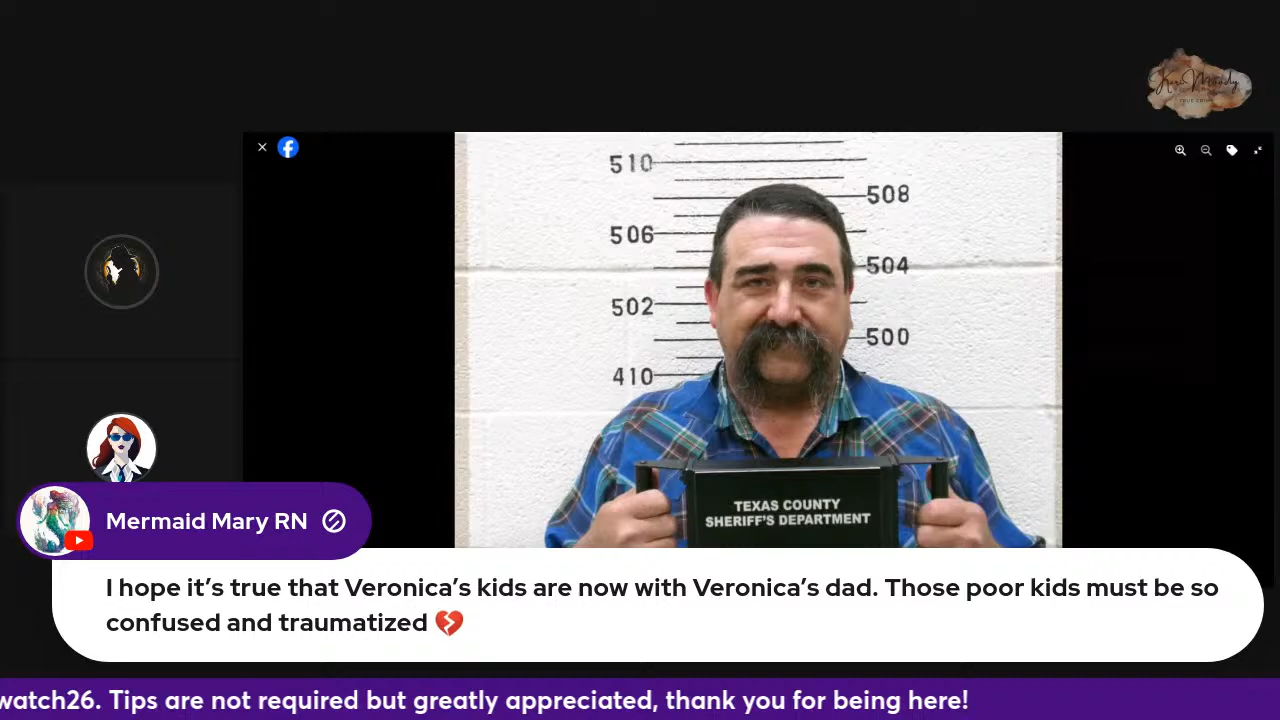 510
508
506
504
502
500
410
TEXAS COUNTY
SHERIFF'S DEPARTMENT
Mermaid Mary RN
I hope it’s true that Veronica’s kids are now with Veronica’s dad. Those poor kids must be so
confused and traumatized 💔
watch26. Tips are not required but greatly appreciated, thank you for being here!